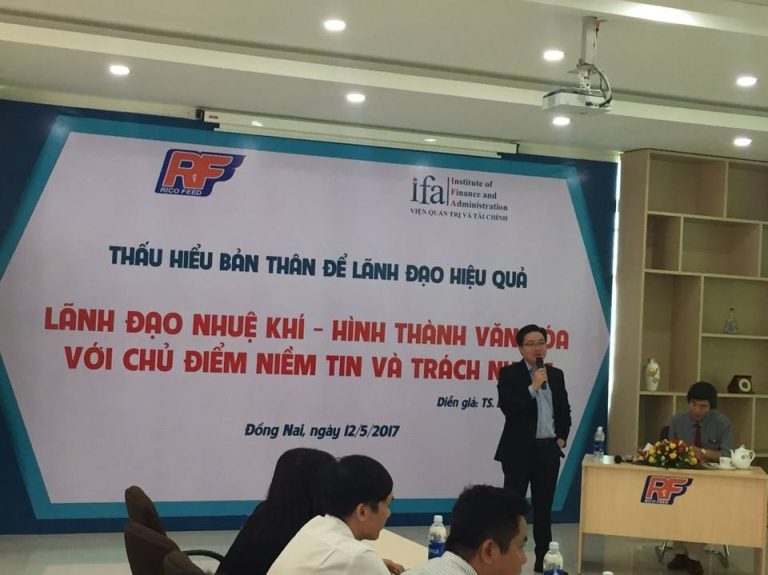 RF
RICO FEED
ifa
Institute of
Finance and
Administration
VIỆN QUẢN TRỊ VÀ TÀI CHÍNH
THẤU HIỂU BẢN THÂN ĐỂ LÃNH ĐẠO HIỆU QUẢ
LÃNH ĐẠO NHUỆ KHÍ - HÌNH THÀNH VĂN
VỚI CHỦ ĐIỂM NIỀM TIN VÀ TRÁCH
Diễn giả: TS.
Đồng Nai, ngày 12/5/2017
RF
RICO FEED